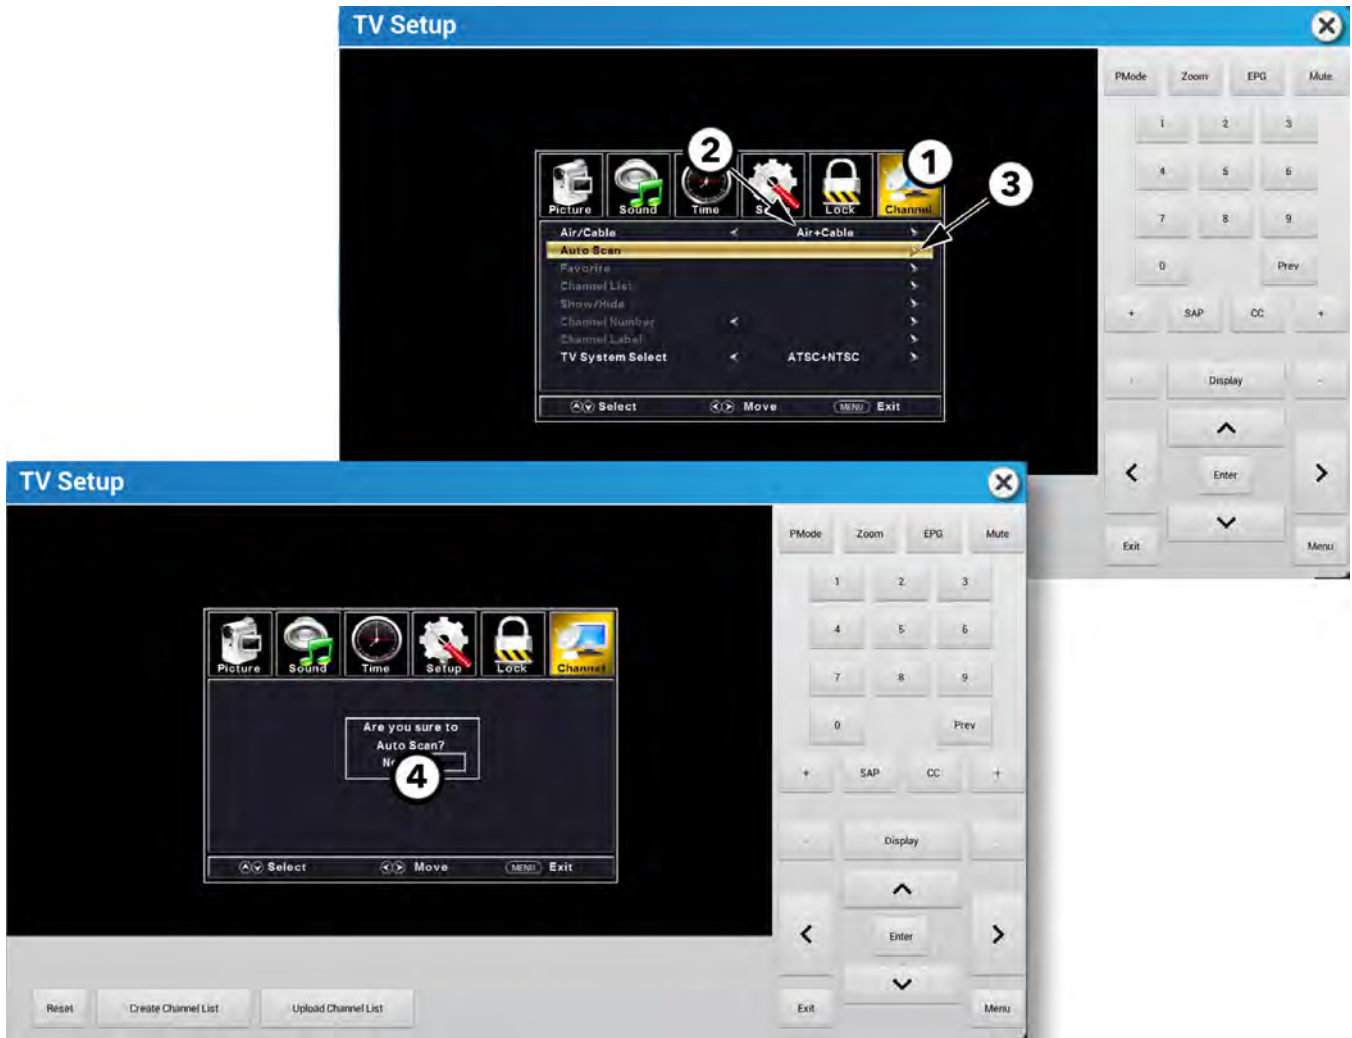 TV Setup
PMode Zoom EPG Mute
1 2 3
4 5 6
7 8 9
0 Prev
+ SAP CC +
- Display -
Enter
Exit Menu
2 1 3
Picture Sound Time Lock Channel
Air/Cable Air+Cable
Auto Scan
Favorite
Channel List
Show/Hide
Channel Number
Channel Label
TV System Select ATSC+NTSC
Select Move MENU Exit
TV Setup
PMode Zoom EPG Mute
1 2 3
4 5 6
7 8 9
0 Prev
+ SAP CC +
- Display -
Enter
Exit Menu
Picture Sound Time Setup Lock Channel
Are you sure to
Auto Scan?
4
Select Move MENU Exit
Reset Create Channel List Upload Channel List